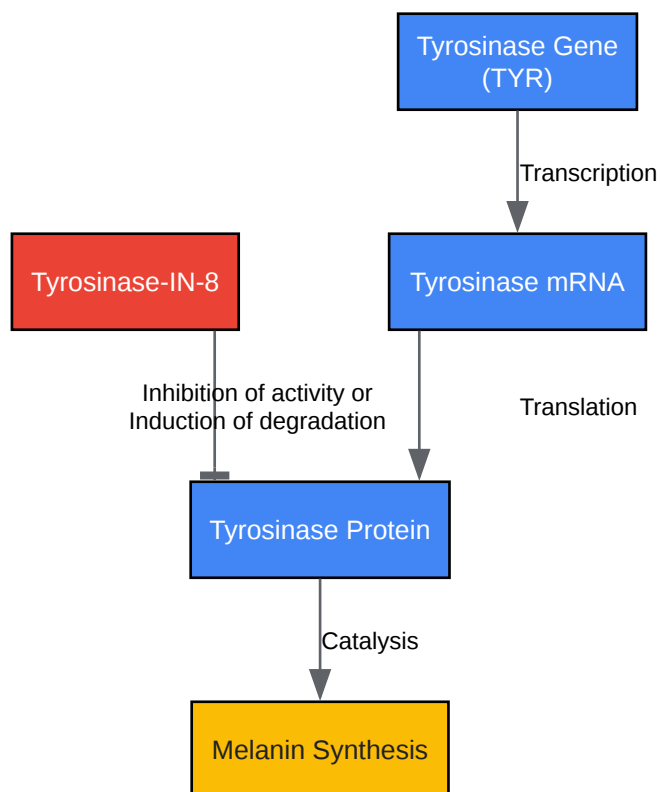 Tyrosinase Gene
(TYR)
Transcription
Tyrosinase-IN-8
Tyrosinase mRNA
Inhibition of activity or
Induction of degradation
Translation
Tyrosinase Protein
Catalysis
Melanin Synthesis